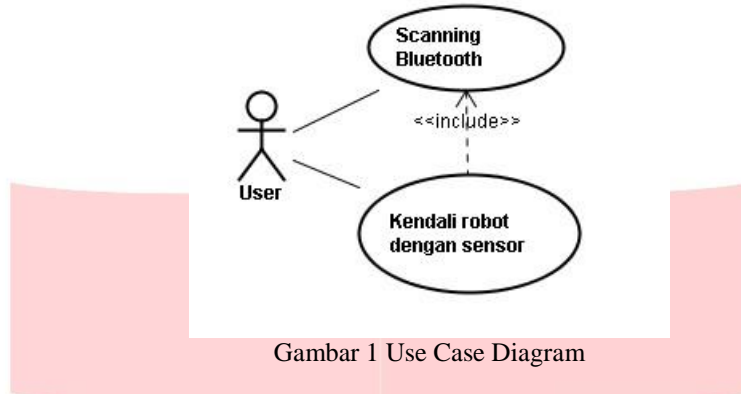 Scanning
Bluetooth
<<include>>
User
Kendali robot
dengan sensor
Gambar 1 Use Case Diagram